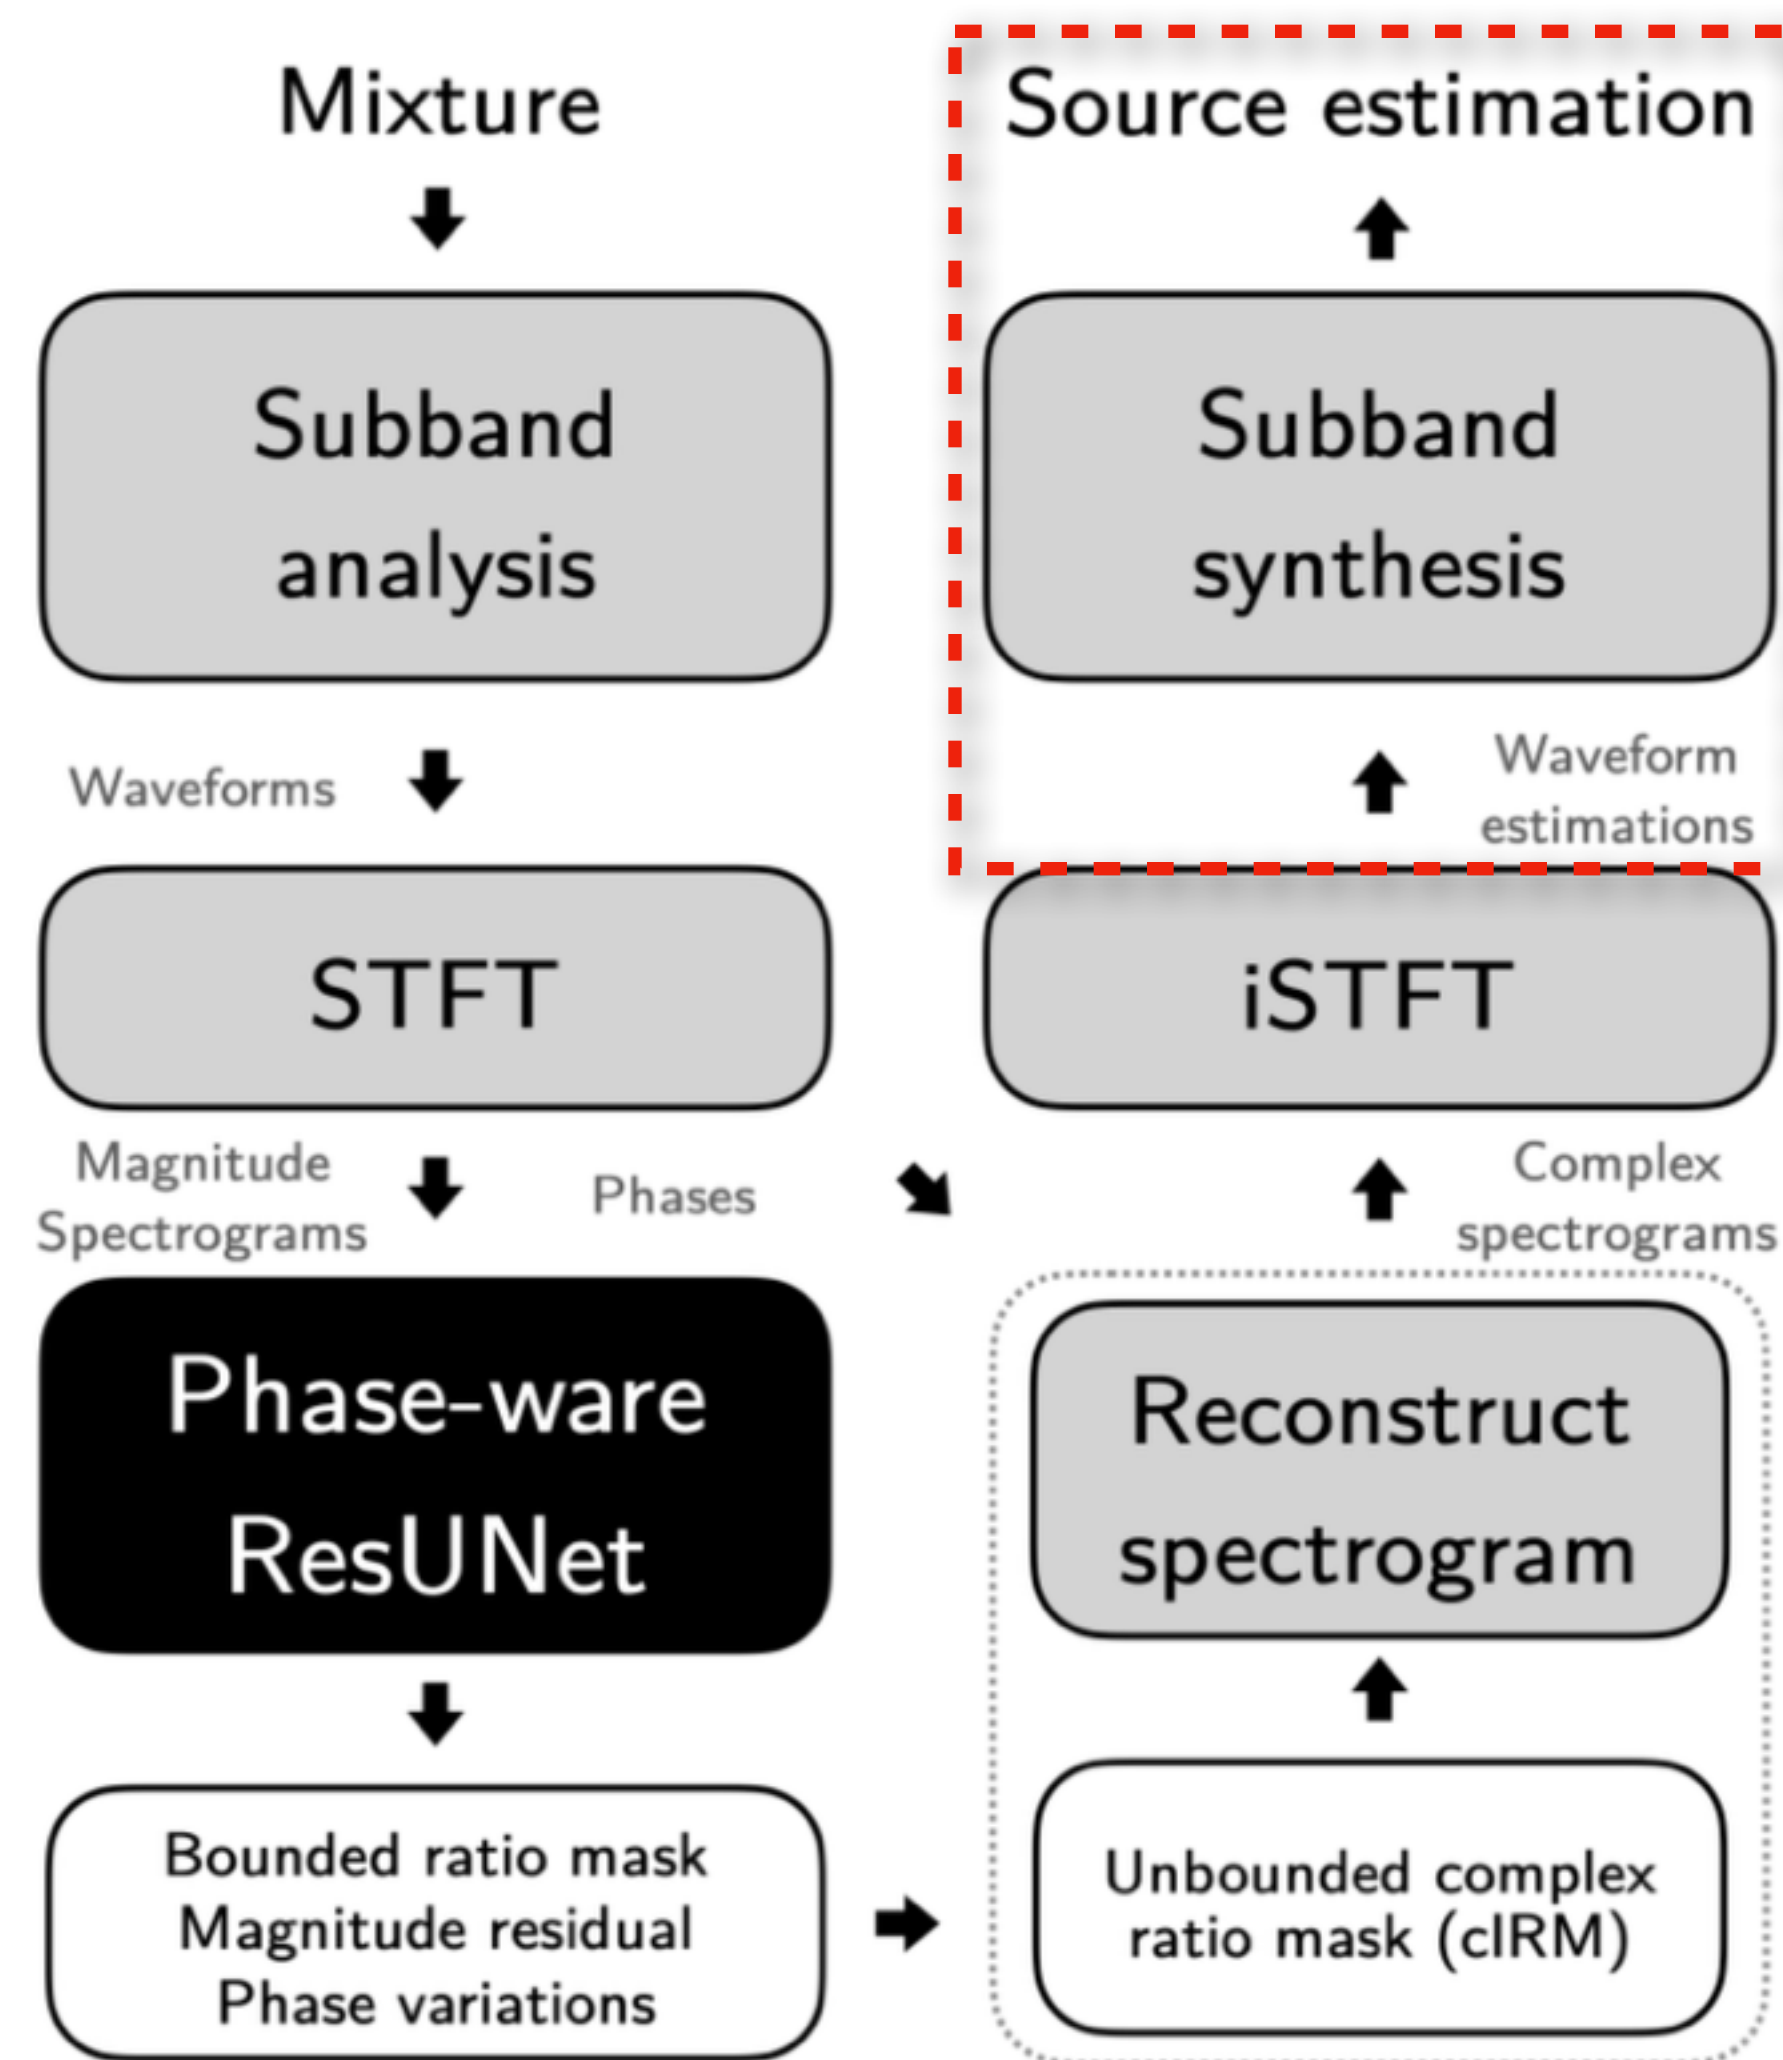 Mixture
Subband
analysis
Waveforms
STFT
Magnitude
Spectrograms
Phases
Phase-ware
ResUNet
Bounded ratio mask
Magnitude residual
Phase variations
Source estimation
Subband
synthesis
Waveform
estimations
iSTFT
Complex
spectrograms
Reconstruct
spectrogram
Unbounded complex
ratio mask (cIRM)